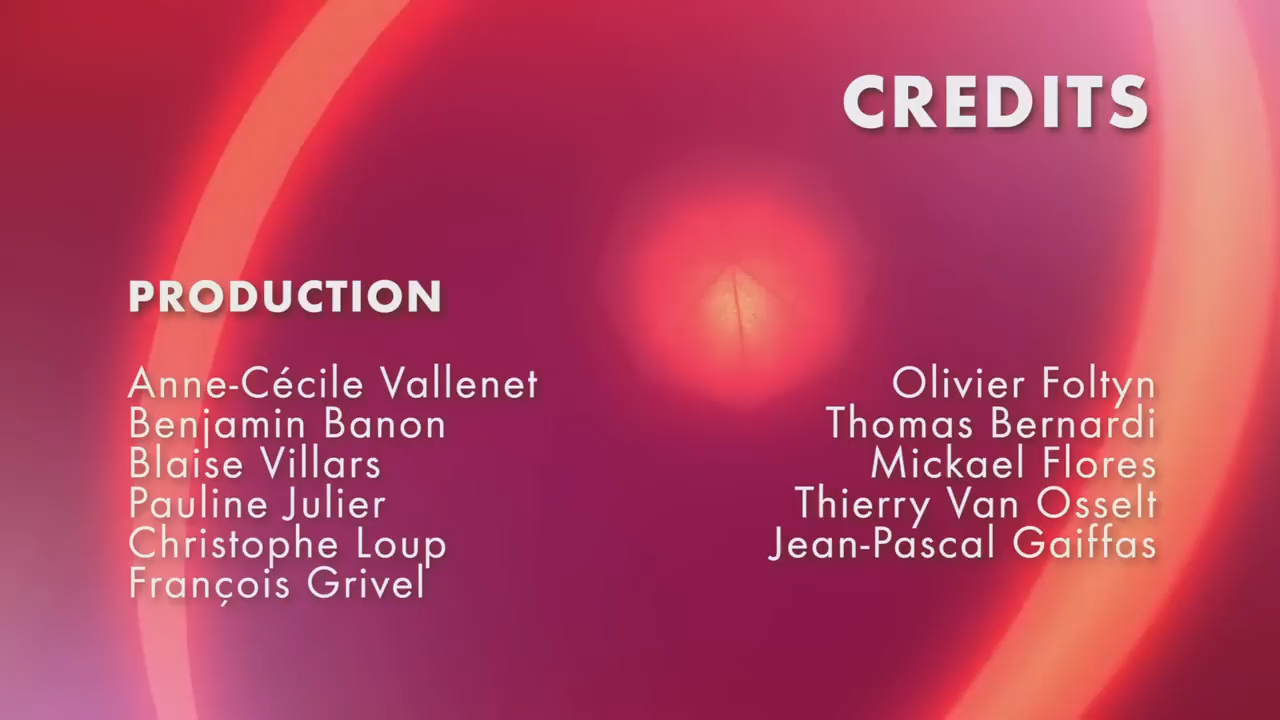 CREDITS
PRODUCTION
Anne-Cécile Vallenet
Benjamin Banon
Blaise Villars
Pauline Julier
Christophe Loup
François Grivel
Olivier Foltyn
Thomas Bernardi
Mickael Flores
Thierry Van Osselt
Jean-Pascal Gaiffas